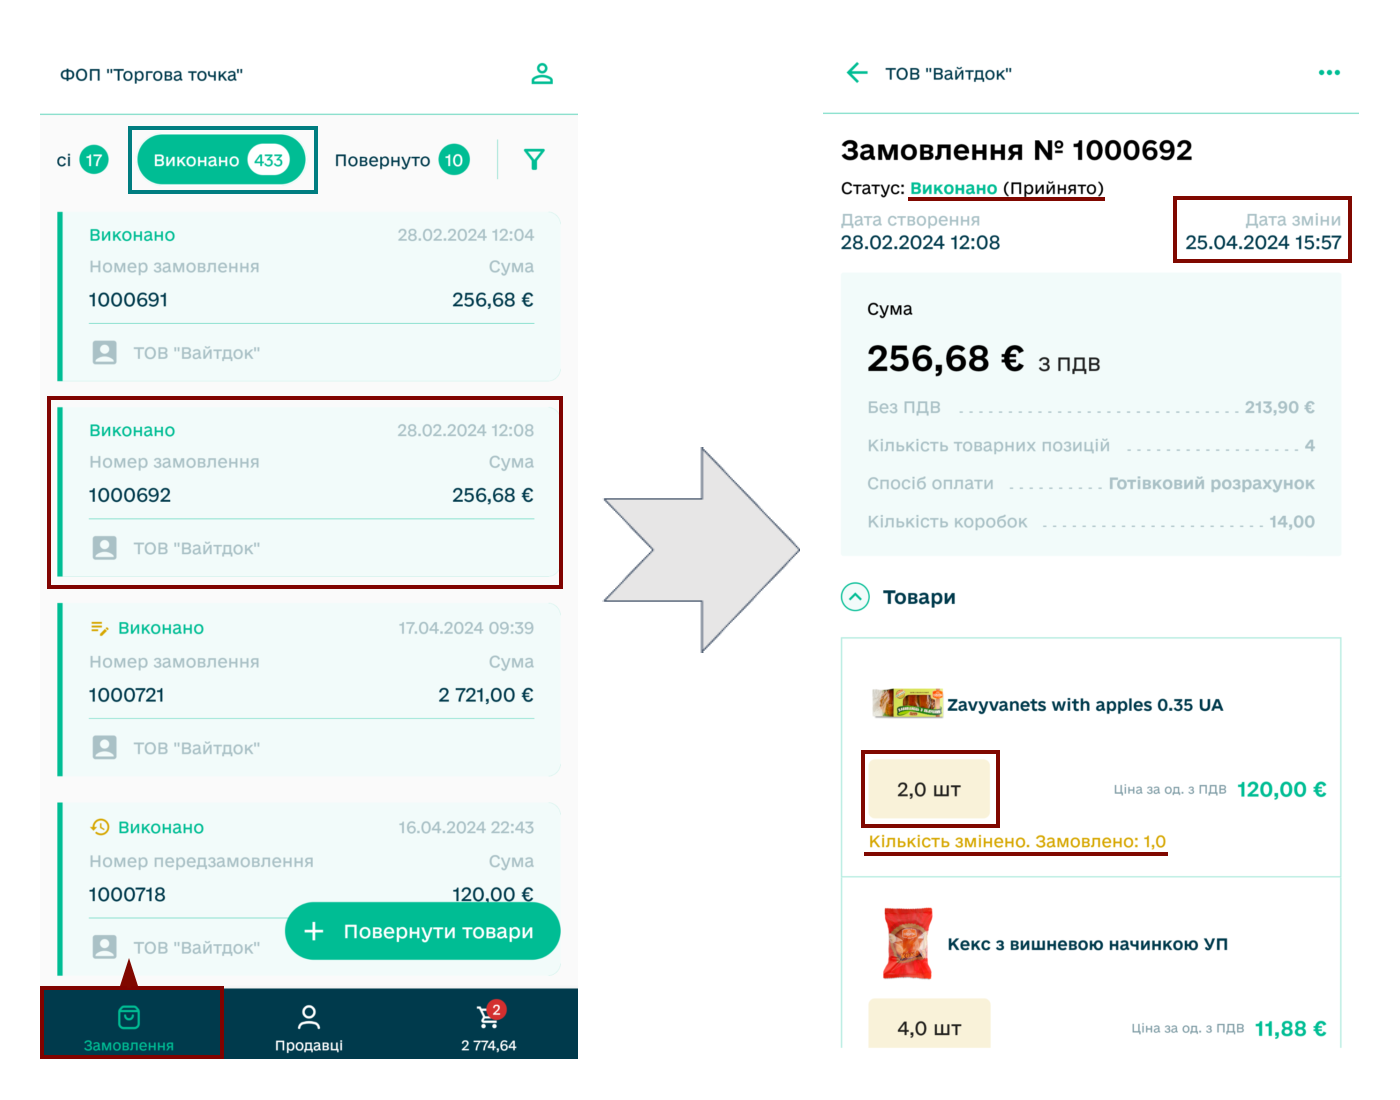 ФОП "Торгова точка"
сі 17
Виконано 433
Повернуто 10
Виконано 28.02.2024 12:04
Номер замовлення Сума
1000691 256,68 €
ТОВ "Вайтдок"
Виконано 28.02.2024 12:08
Номер замовлення Сума
1000692 256,68 €
ТОВ "Вайтдок"
Виконано 17.04.2024 09:39
Номер замовлення Сума
1000721 2 721,00 €
ТОВ "Вайтдок"
Виконано 16.04.2024 22:43
Номер передзамовлення Сума
1000718 120,00 €
ТОВ "Вайтдок"
+ Повернути товари
Замовлення
Продавці
2
2 774,64
ТОВ "Вайтдок"
Замовлення № 1000692
Статус: Виконано (Прийнято)
Дата створення Дата зміни
28.02.2024 12:08 25.04.2024 15:57
Сума
256,68 € З ПДВ
Без ПДВ 213,90 €
Кількість товарних позицій 4
Спосіб оплати Готівковий розрахунок
Кількість коробок 14,00
Товари
Zavyvanets with apples 0.35 UA
2,0 шт Ціна за од. з ПДВ 120,00 €
Кількість змінено. Замовлено: 1,0
Кекс з вишневою начинкою УП
4,0 шт Ціна за од. з ПДВ 11,88 €